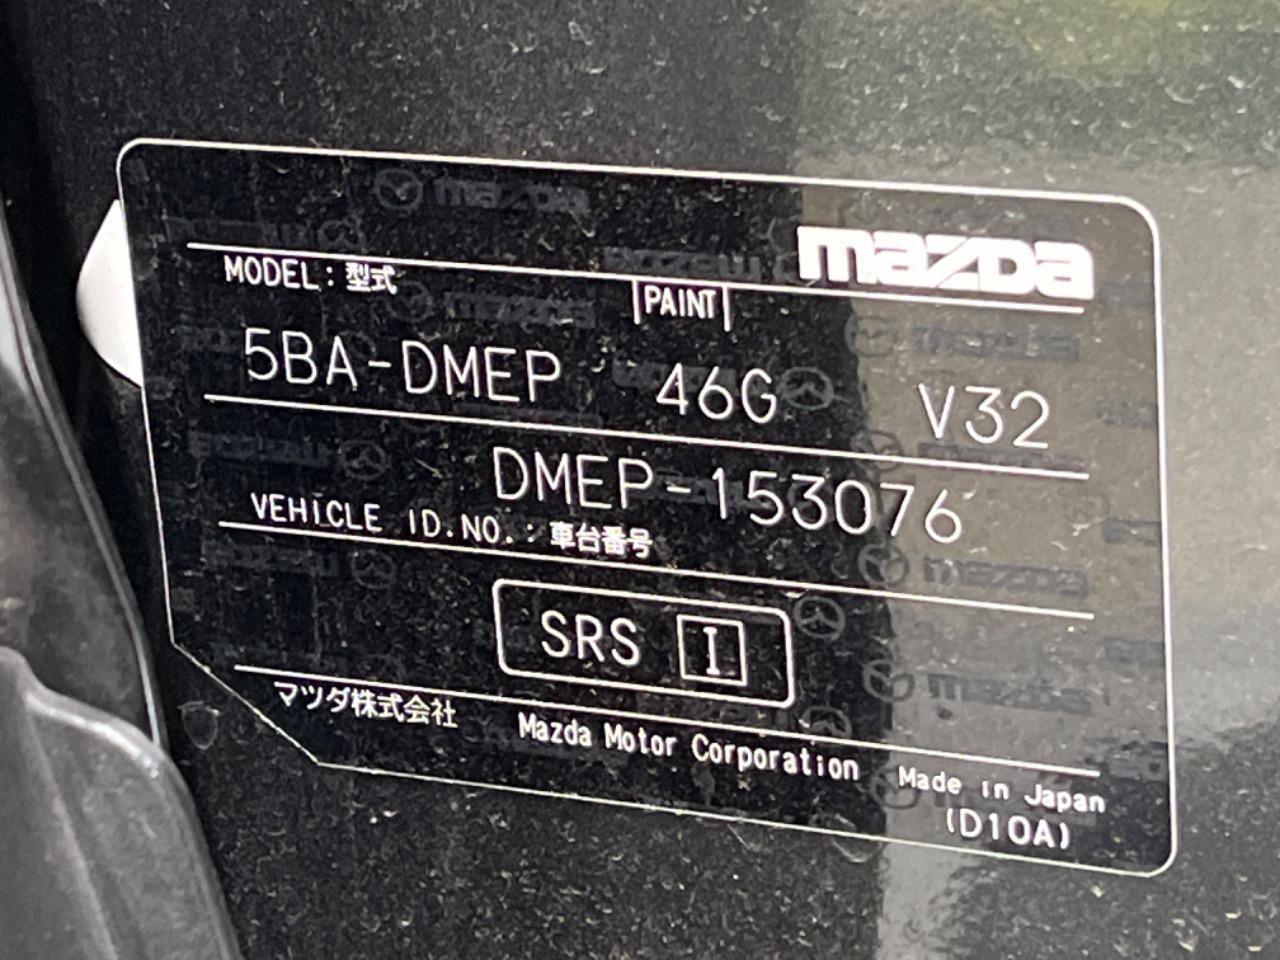 mazda
MODEL : 型式
PAINT
5BA-DMEP 46G V32
DMEP-153076
VEHICLE ID.NO. : 車台番号
SRS I
マツダ株式会社 Mazda Motor Corporation Made in Japan
(D10A)